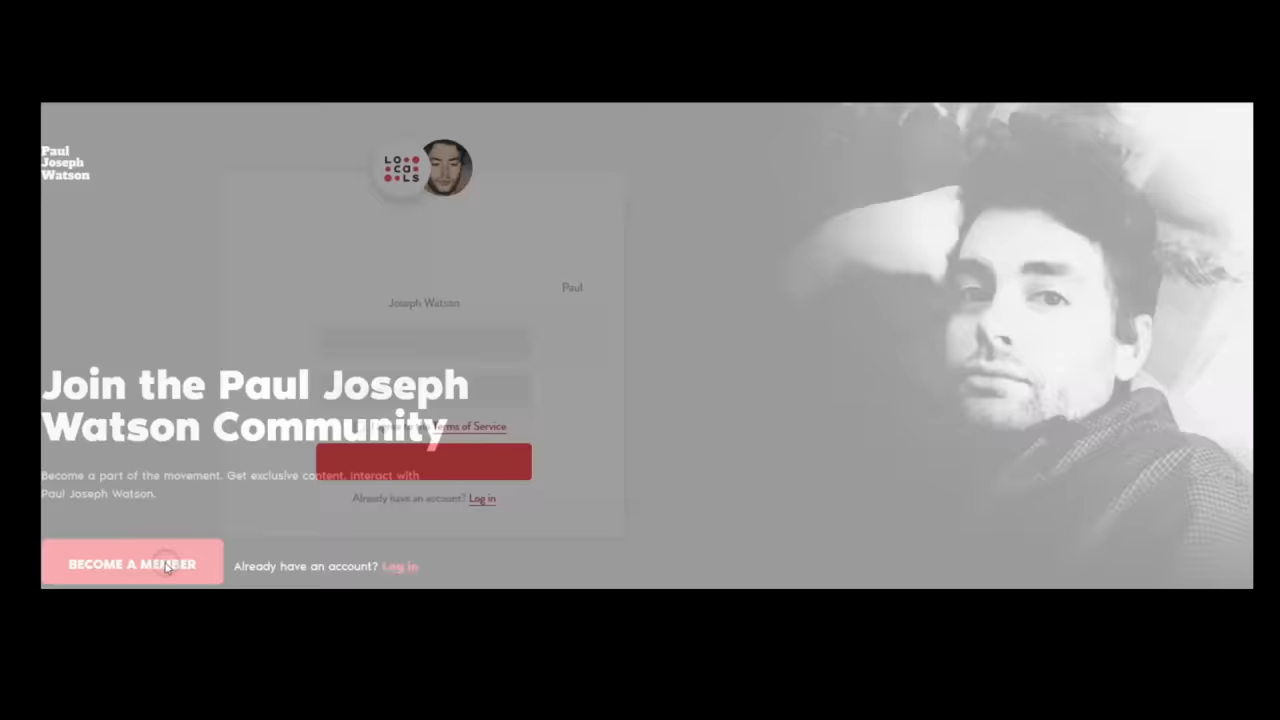 Paul
Joseph
Watson
LO
ca
LS
Paul
Joseph Watson
Join the Paul Joseph
Watson Community
Terms of Service
Become a part of the movement. Get exclusive content, interact with
Paul Joseph Watson.
Already have an account? Log in
BECOME A MEMBER
Already have an account? Log in